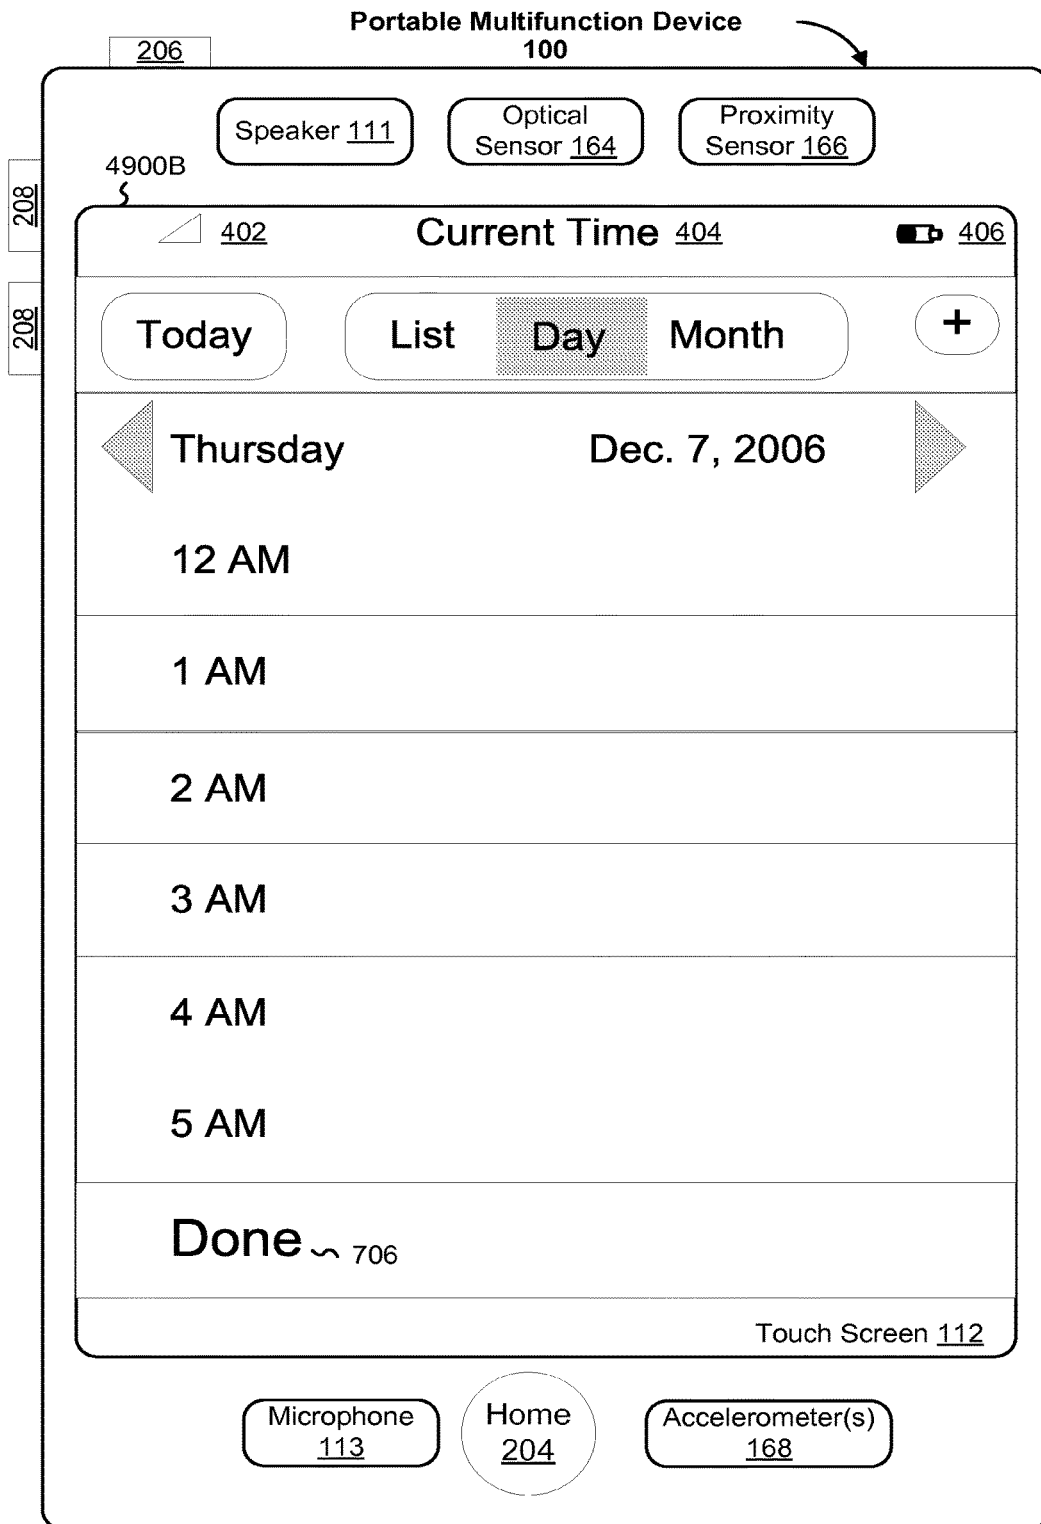 Portable Multifunction Device
100
206
Speaker 111
Optical
Sensor 164
Proximity
Sensor 166
4900B
208
208
402
Current Time 404
406
Today
List
Day
Month
+
Thursday
Dec. 7, 2006
12 AM
1 AM
2 AM
3 AM
4 AM
5 AM
Done 706
Touch Screen 112
Microphone
113
Home
204
Accelerometer(s)
168